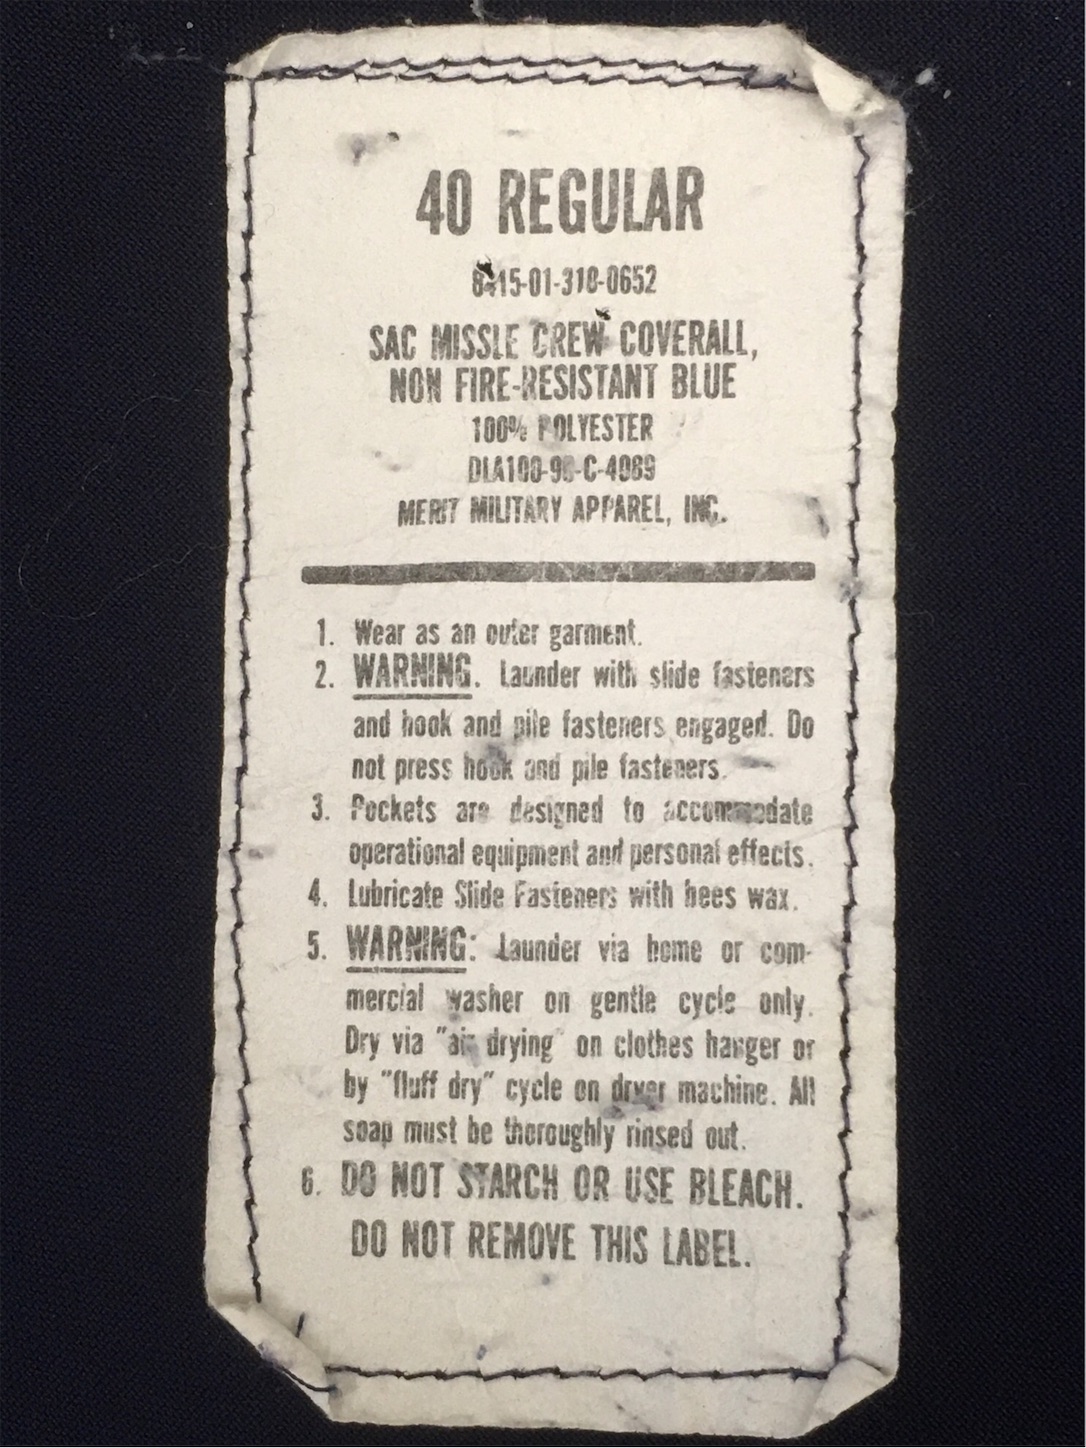 40 REGULAR
8415-01-318-0652
SAC MISSLE CREW COVERALL,
NON FIRE-RESISTANT BLUE
100% POLYESTER
MERIT MILITARY APPAREL, INC.
1. Wear as an outer garment.
2. WARNING. Launder with slide fasteners
and hook and pile fasteners engaged. Do
not press hook and pile fasteners.
3. Pockets are designed to accommodate
operational equipment and personal effects.
4. Lubricate Slide Fasteners with bees wax.
5. WARNING: Launder via home or com-
mercial washer on gentle cycle only.
Dry via "air drying" on clothes hanger or
by "fluff dry" cycle on dryer machine. All
soap must be thoroughly rinsed out.
6. DO NOT STARCH OR USE BLEACH.
DO NOT REMOVE THIS LABEL.